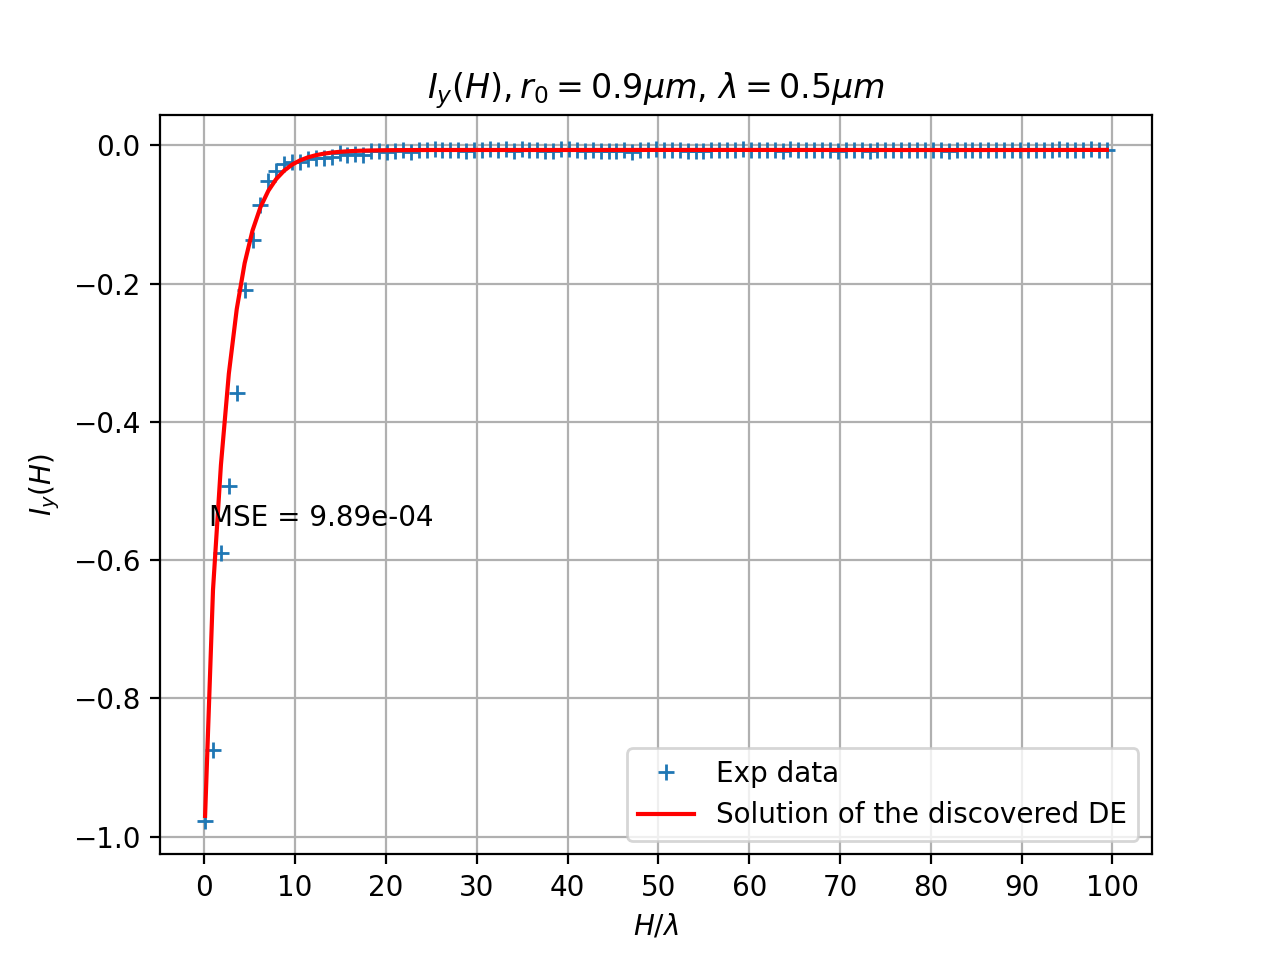 I_y(H), r_0 = 0.9μm, λ = 0.5μm
I_y(H)
0.0
−0.2
−0.4
−0.6
−0.8
−1.0
MSE = 9.89e-04
Exp data
Solution of the discovered DE
0 10 20 30 40 50 60 70 80 90 100
H/λ